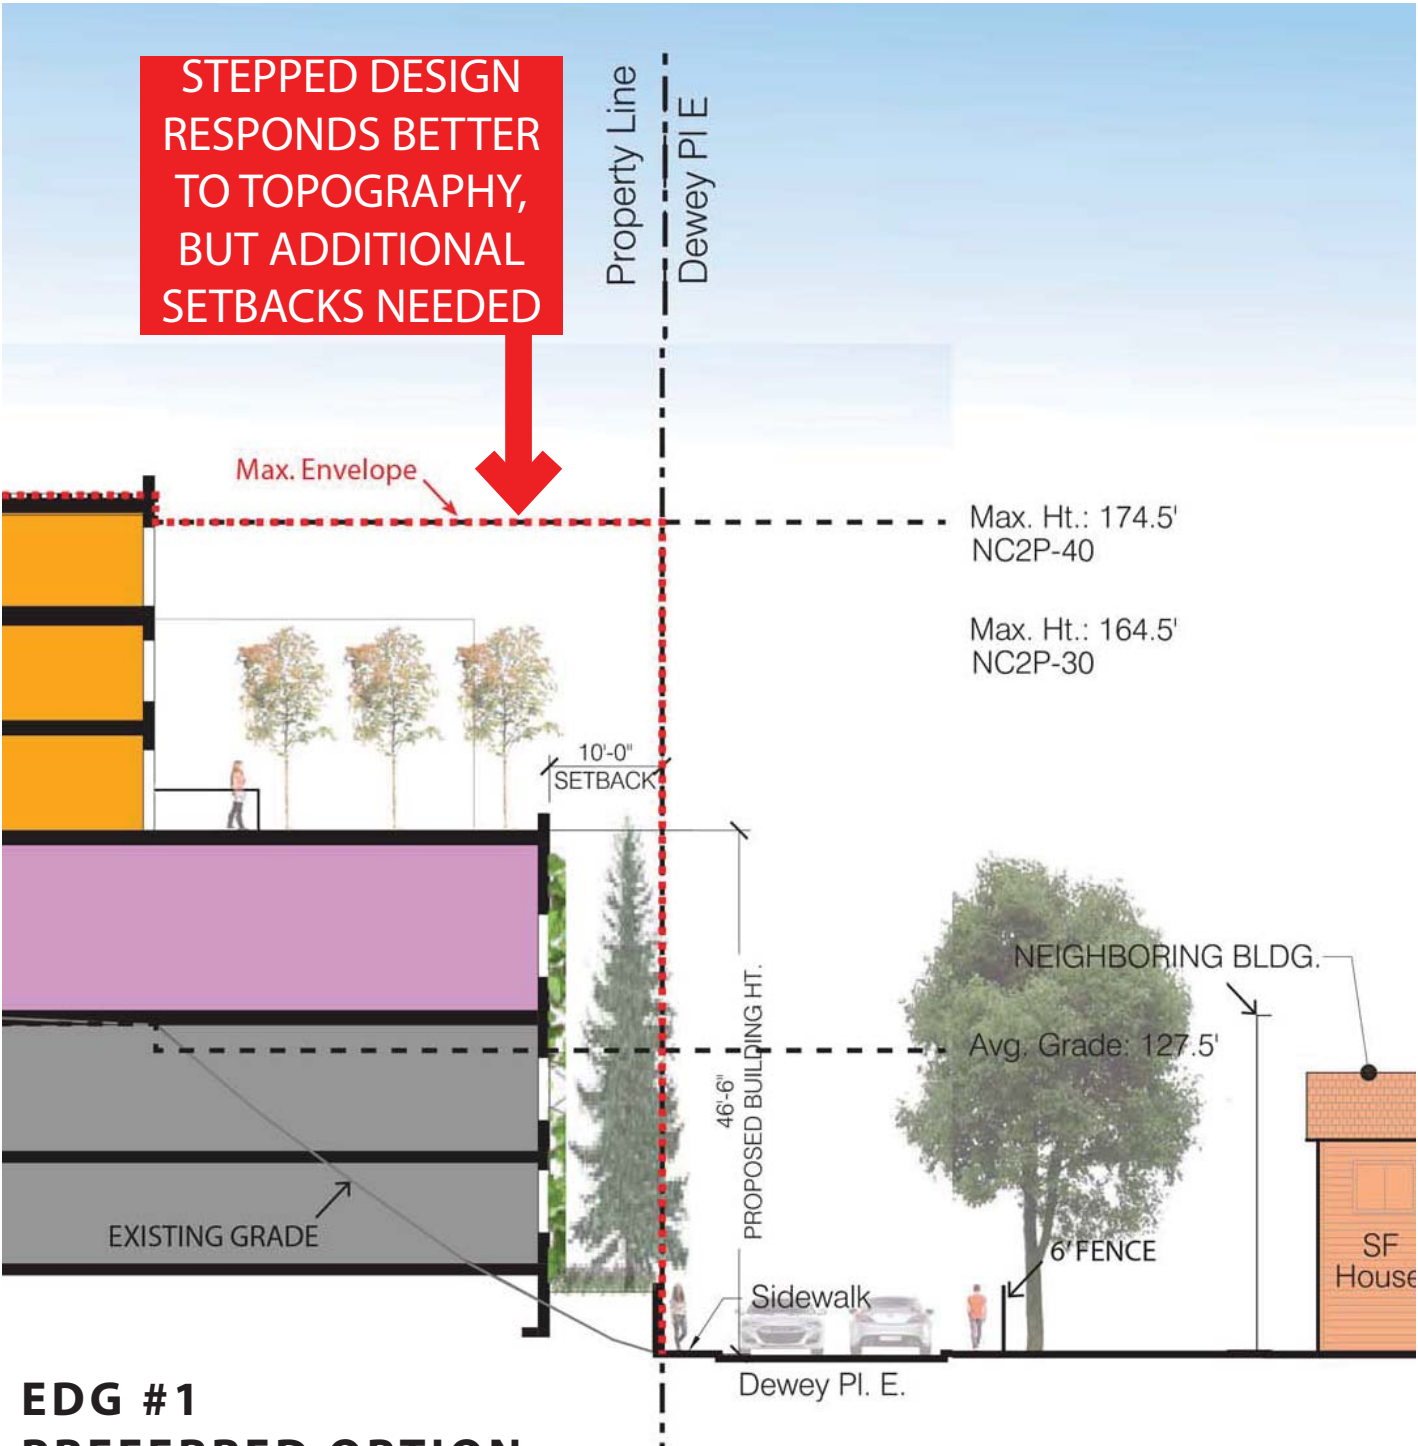 STEPPED DESIGN
RESPONDS BETTER
TO TOPOGRAPHY,
BUT ADDITIONAL
SETBACKS NEEDED
Property Line
Dewey Pl E
Max. Envelope
Max. Ht.: 174.5'
NC2P-40
Max. Ht.: 164.5'
NC2P-30
10'-0"
SETBACK
NEIGHBORING BLDG.
Avg. Grade: 127.5'
46'-6"
PROPOSED BUILDING HT.
EXISTING GRADE
6' FENCE
SF
House
Sidewalk
Dewey Pl. E.
EDG #1
PREFERRED OPTION